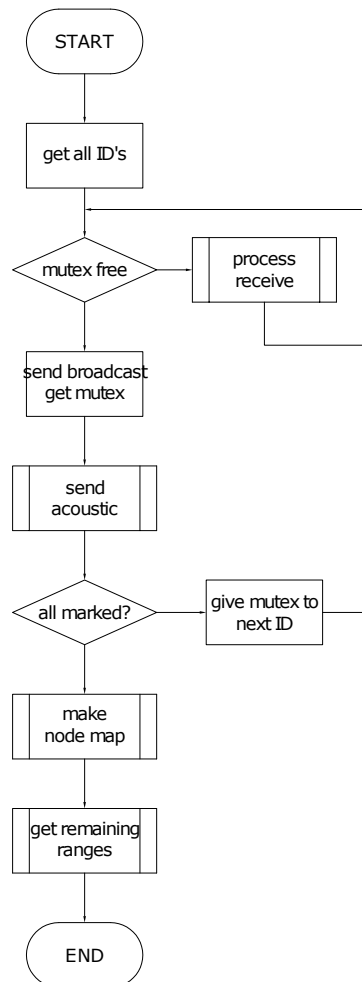 START
get all ID's
mutex free
process
receive
send broadcast
get mutex
send
acoustic
all marked?
give mutex to
next ID
make
node map
get remaining
ranges
END